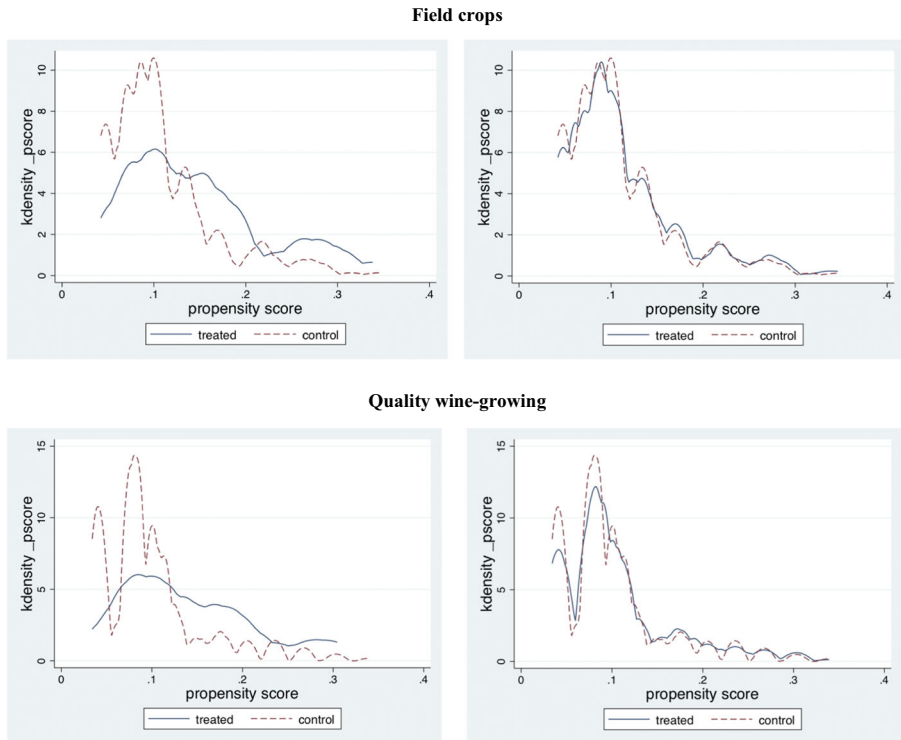 Field crops
kdensity _pscore
10
8
6
4
2
0
0 .1 .2 .3 .4
propensity score
treated control
kdensity _pscore
10
8
6
4
2
0
0 .1 .2 .3 .4
propensity score
treated control
Quality wine-growing
kdensity _pscore
15
10
5
0
0 .1 .2 .3 .4
propensity score
treated control
kdensity _pscore
15
10
5
0
0 .1 .2 .3 .4
propensity score
treated control